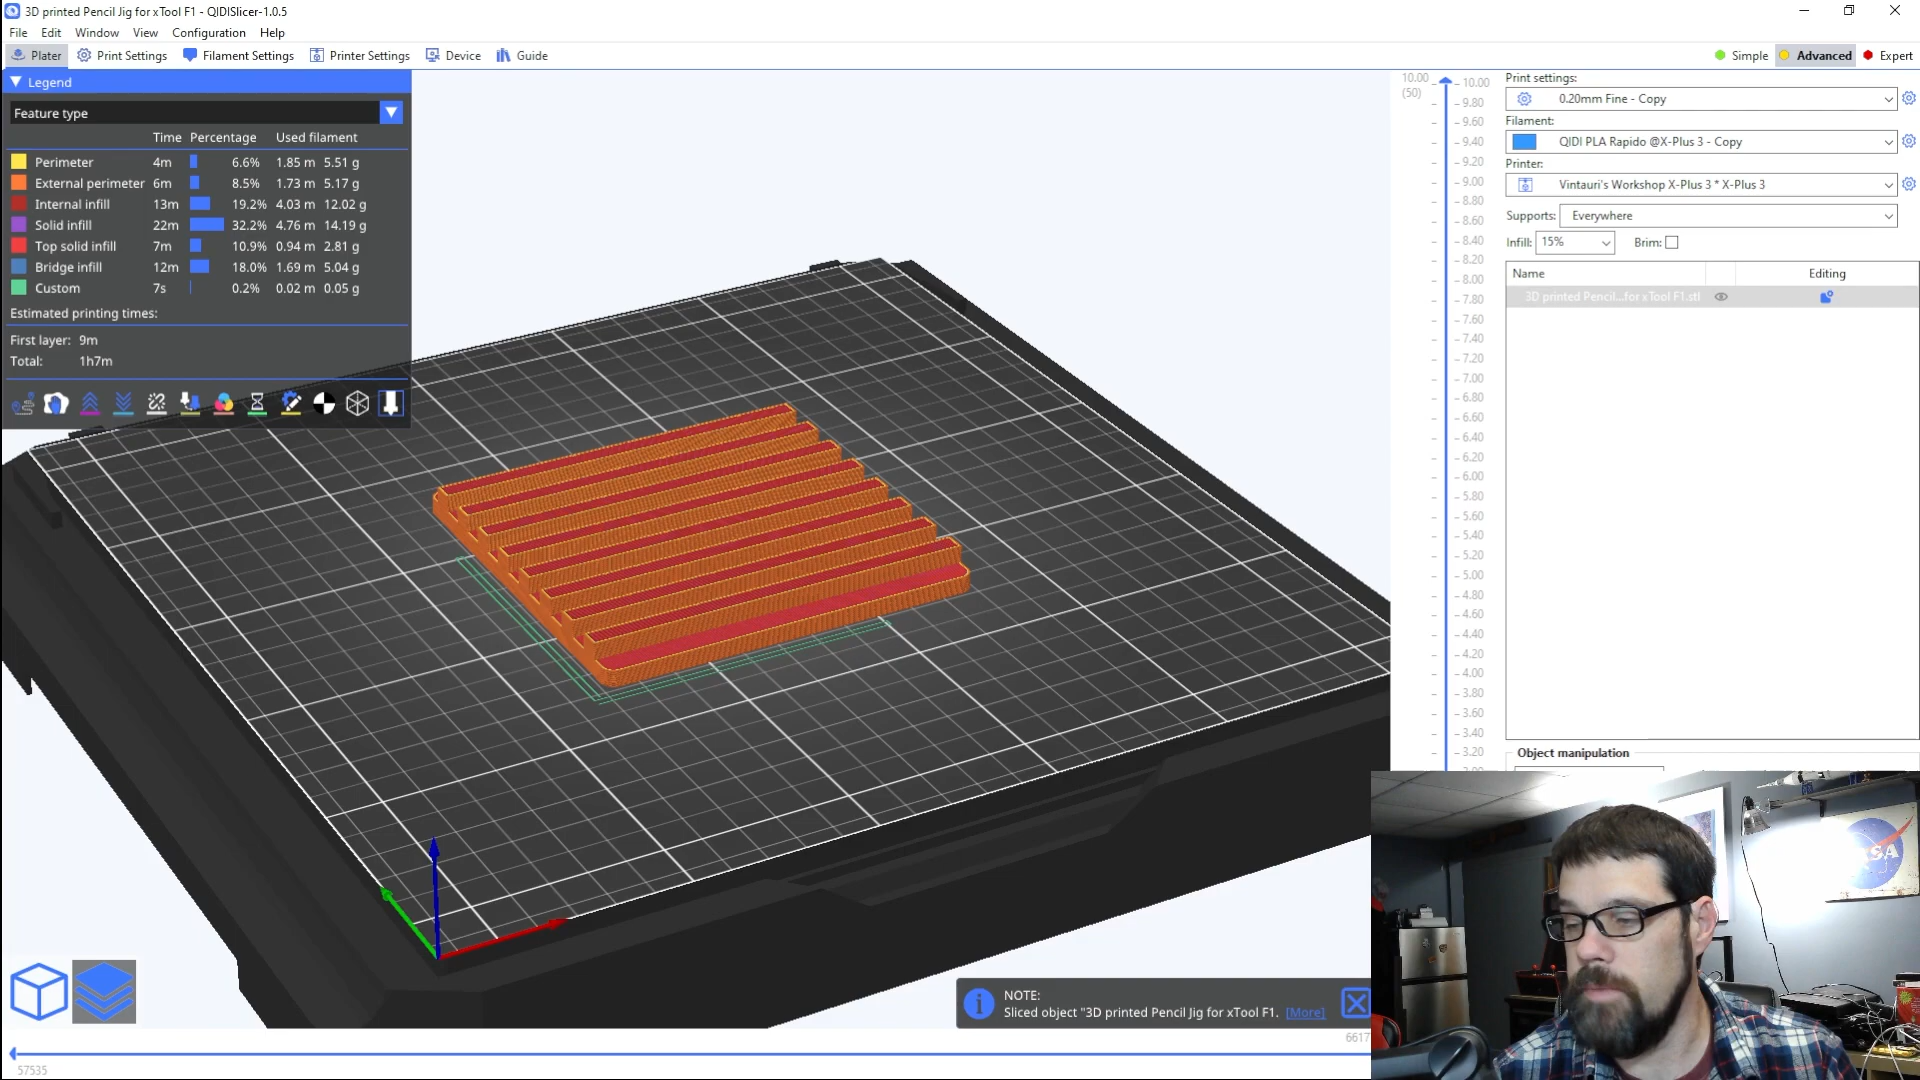 3D printed Pencil Jig for xTool F1 - QIDISlicer-1.0.5
File Edit Window View Configuration Help
Plater Print Settings Filament Settings Printer Settings Device Guide Simple Advanced Expert
Legend
Feature type
Time Percentage Used filament
Perimeter 4m 6.6% 1.85 m 5.51 g
External perimeter 6m 8.5% 1.73 m 5.17 g
Internal infill 13m 19.2% 4.03 m 12.02 g
Solid infill 22m 32.2% 4.76 m 14.19 g
Top solid infill 7m 10.9% 0.94 m 2.81 g
Bridge infill 12m 18.0% 1.69 m 5.04 g
Custom 7s 0.2% 0.02 m 0.05 g
Estimated printing times:
First layer: 9m
Total: 1h7m
10.00
(50)
10.00
9.80
9.60
9.40
9.20
9.00
8.80
8.60
8.40
8.20
8.00
7.80
7.60
7.40
7.20
7.00
6.80
6.60
6.40
6.20
6.00
5.80
5.60
5.40
5.20
5.00
4.80
4.60
4.40
4.20
4.00
3.80
3.60
3.40
3.20
Print settings:
0.20mm Fine - Copy
Filament:
QIDI PLA Rapido @X-Plus 3 - Copy
Printer:
Vintauri's Workshop X-Plus 3 * X-Plus 3
Supports: Everywhere
Infill: 15% Brim:
Name Editing
3D printed Pencil...for xTool F1.stl
Object manipulation
NOTE:
Sliced object "3D printed Pencil Jig for xTool F1. [More]
6617
57535